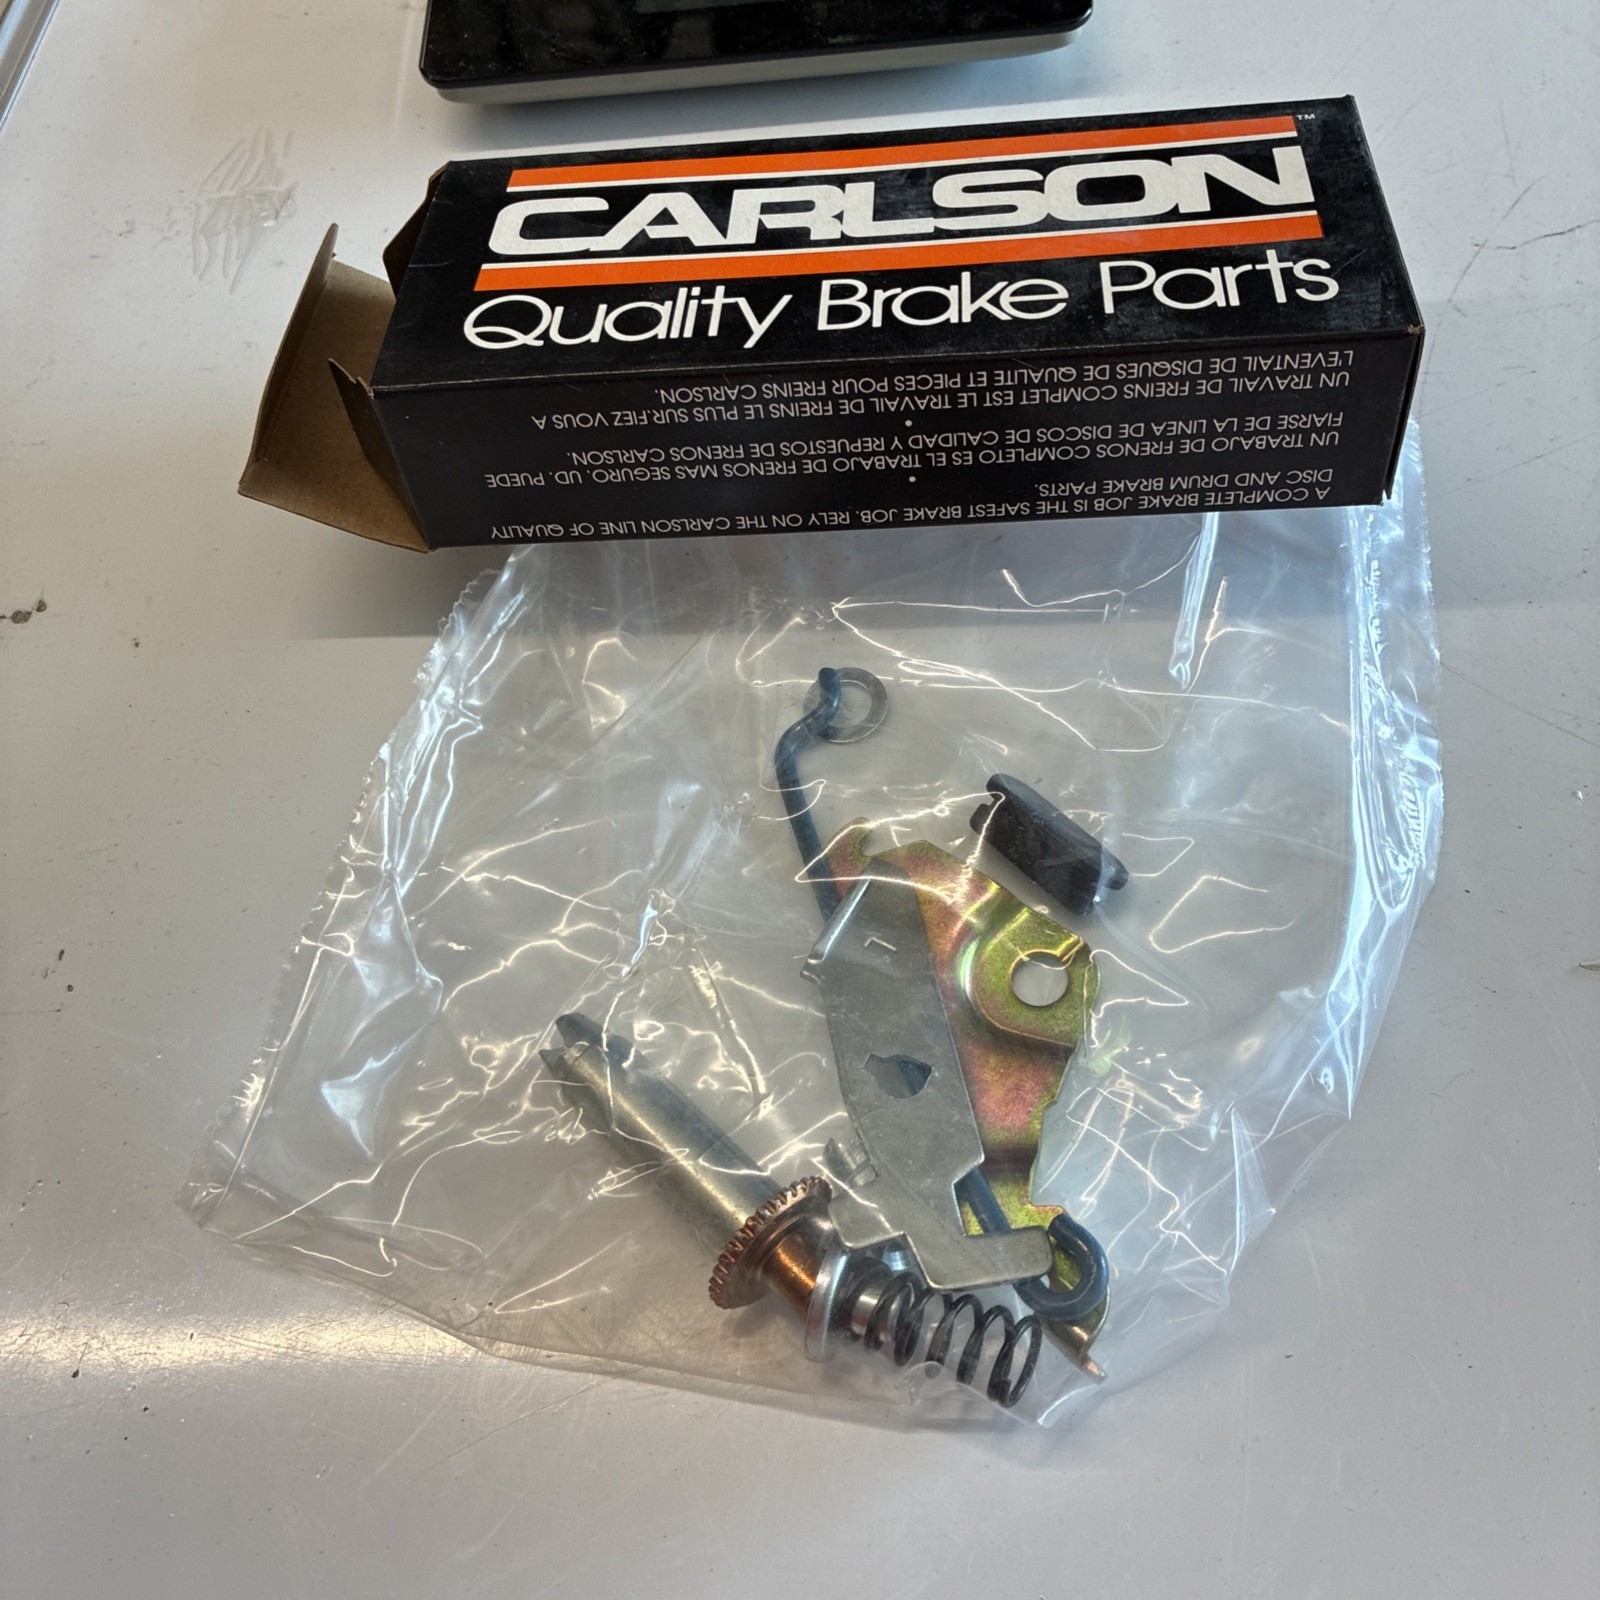 CARLSON™
Quality Brake Parts
A COMPLETE BRAKE JOB IS THE SAFEST BRAKE JOB. RELY ON THE CARLSON LINE OF QUALITY
DISC AND DRUM BRAKE PARTS.
•
UN TRABAJO DE FRENOS COMPLETO ES EL TRABAJO DE FRENOS MAS SEGURO. UD. PUEDE
FIARSE DE LA LINEA DE DISCOS DE CALIDAD Y REPUESTOS DE FRENOS CARLSON.
•
UN TRAVAIL DE FREINS COMPLET EST LE TRAVAIL DE FREINS LE PLUS SUR.FIEZ VOUS A
L'EVENTAIL DE DISQUES DE QUALITE ET PIECES POUR FREINS CARLSON.
L